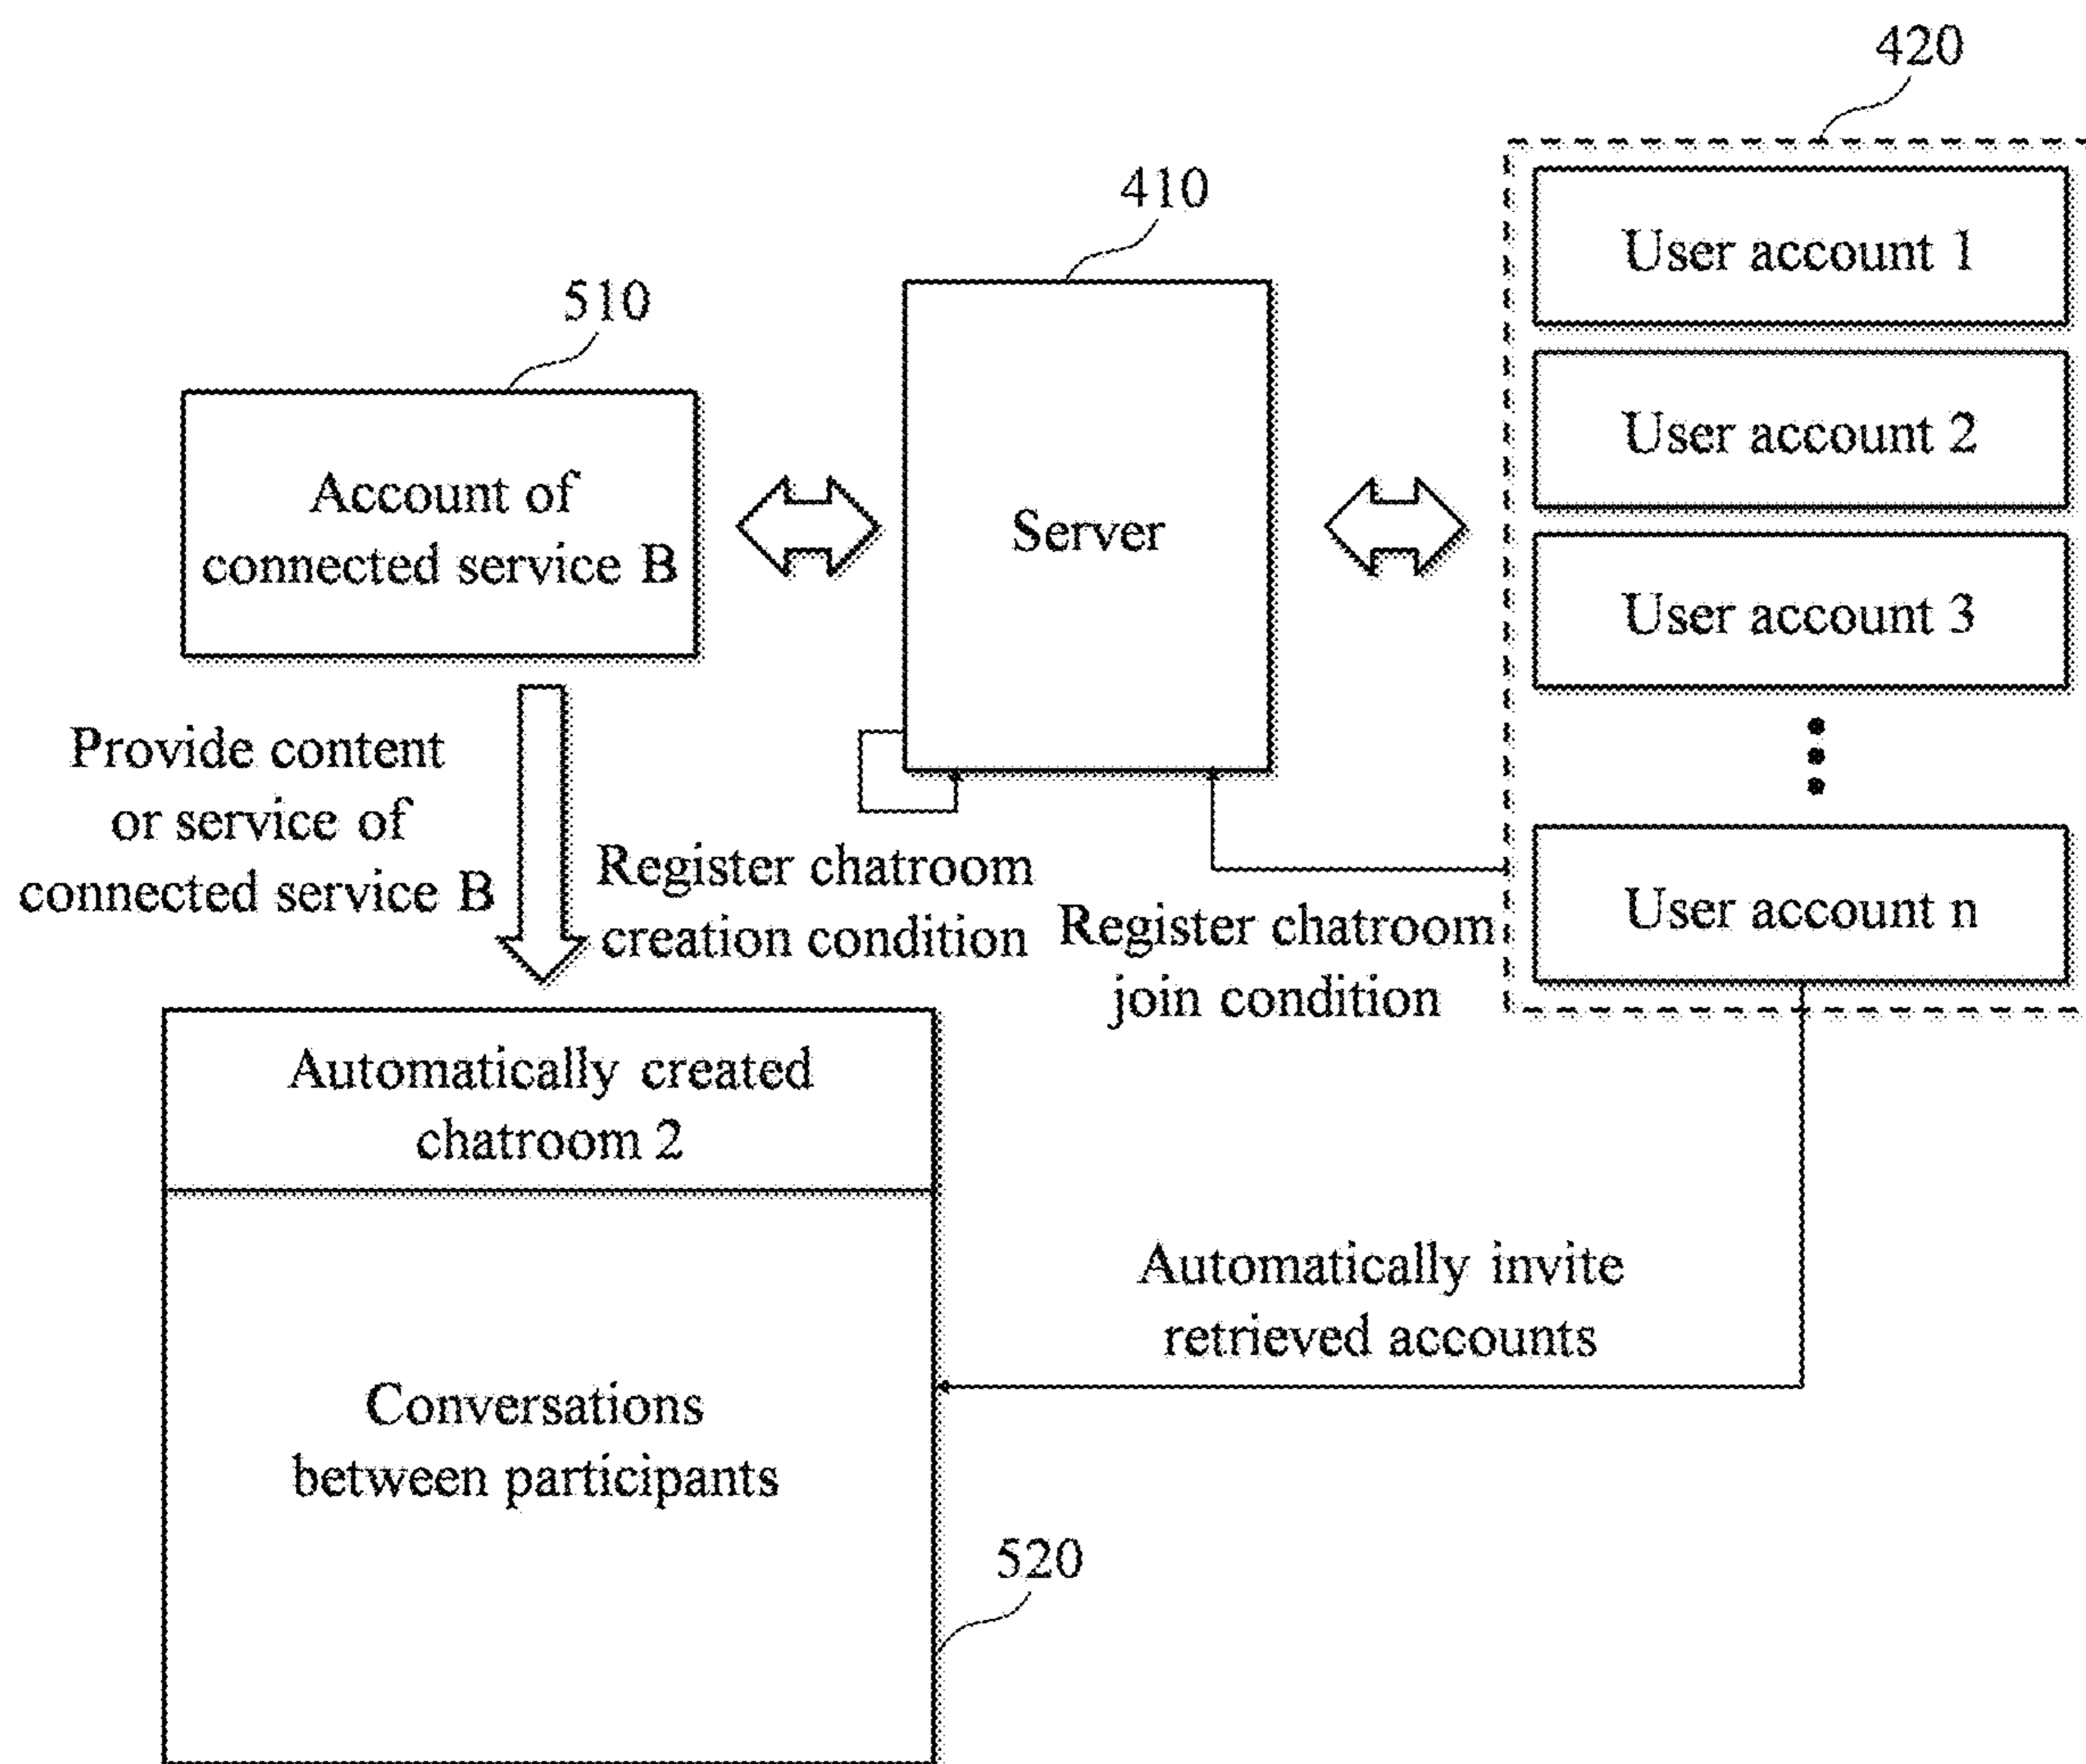 420
410
510
User account 1
User account 2
User account 3
User account n
Account of
connected service B
Server
Provide content
or service of
connected service B
Register chatroom
creation condition
Register chatroom
join condition
Automatically created
chatroom 2
Automatically invite
retrieved accounts
Conversations
between participants
520